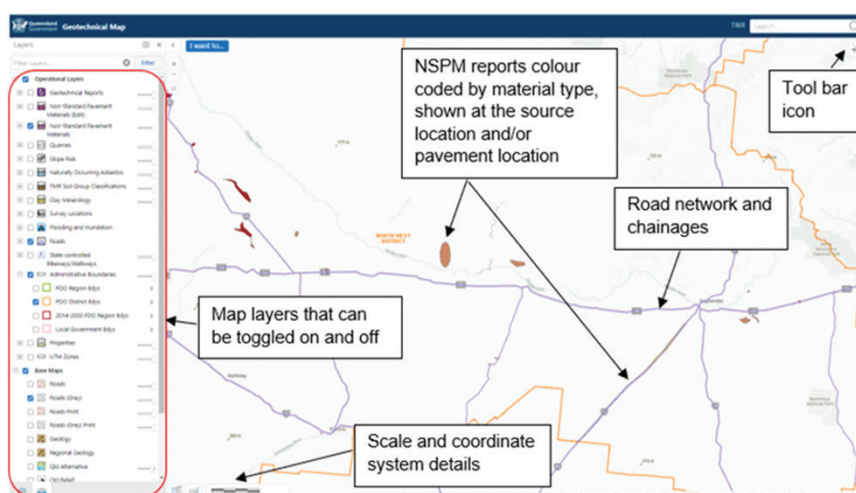 Queensland
Government
Geotechnical Map
TMR
Search
Layers
I want to...
Filter Layers...
Filter
Operational Layers
Geotechnical Reports
Non-Standard Pavement
Materials (Edit)
Non-Standard Pavement
Materials
Quarries
Slope Risk
Naturally Occurring Asbestos
TMR Soil Group Classifications
Clay Mineralogy
Survey Locations
Flooding and Inundation
Roads
State controlled
Bikeways/Walkways
Administrative Boundaries
PDO Region Bdys
PDO District Bdys
2014-2020 PDO Region Bdys
Local Government Bdys
Properties
UTM Zones
Base Maps
Roads
Roads (Grey)
Roads Print
Roads (Grey) Print
Geology
Regional Geology
Qld Alternative
Qld Relief
NSPM reports colour
coded by material type,
shown at the source
location and/or
pavement location
Tool bar
icon
Road network and
chainages
NORTH WEST
DISTRICT
Map layers that can
be toggled on and off
Scale and coordinate
system details